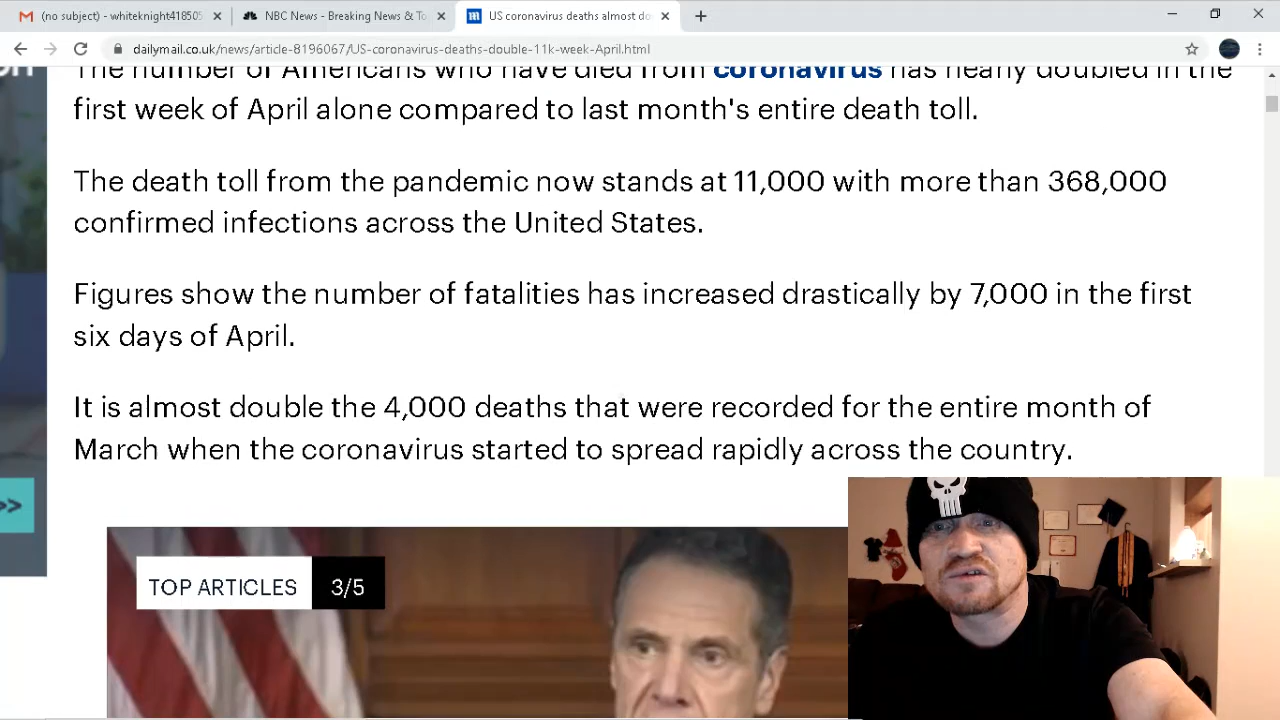 (no subject) - whiteknight418505
NBC News - Breaking News & To
US coronavirus deaths almost do
dailymail.co.uk/news/article-8196067/US-coronavirus-deaths-double-11k-week-April.html
The number of Americans who have died from coronavirus has nearly doubled in the
first week of April alone compared to last month's entire death toll.
The death toll from the pandemic now stands at 11,000 with more than 368,000
confirmed infections across the United States.
Figures show the number of fatalities has increased drastically by 7,000 in the first
six days of April.
It is almost double the 4,000 deaths that were recorded for the entire month of
March when the coronavirus started to spread rapidly across the country.
>>
TOP ARTICLES 3/5